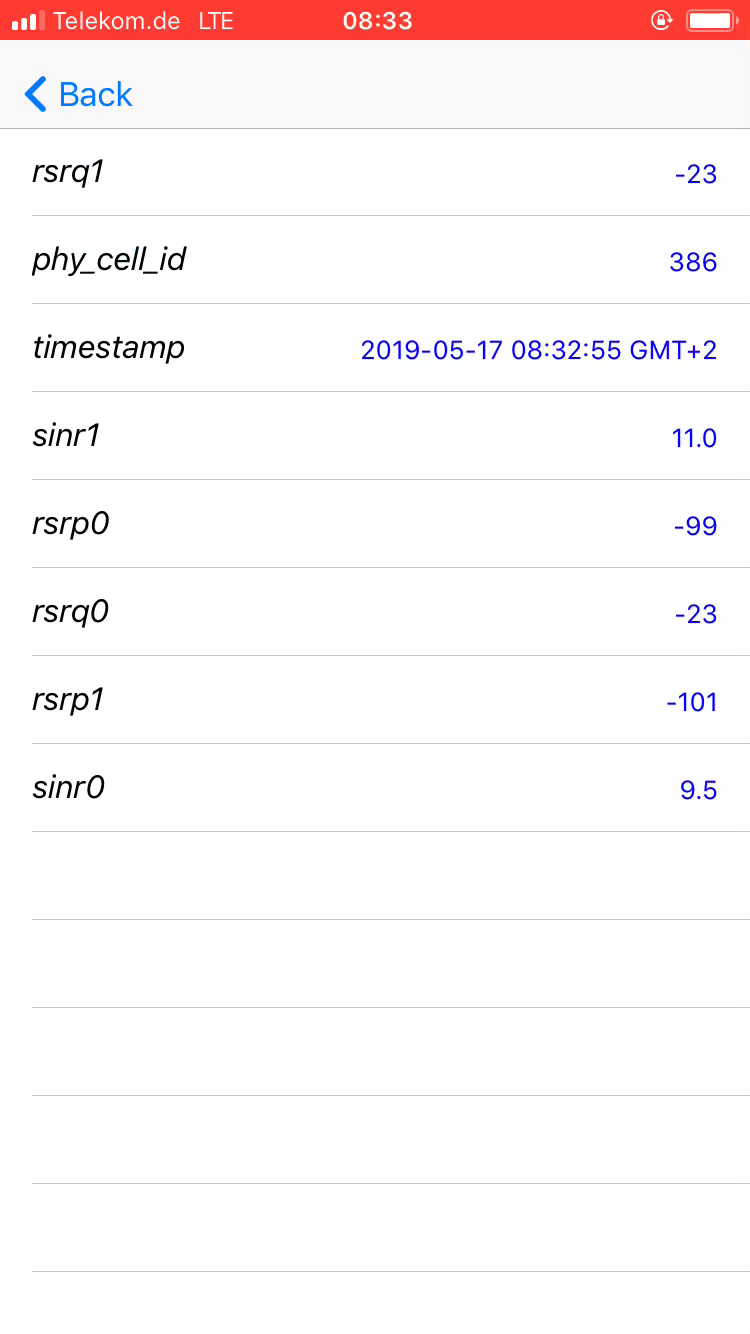 Telekom.de LTE 08:33
Back
rsrq1 -23
phy_cell_id 386
timestamp 2019-05-17 08:32:55 GMT+2
sinr1 11.0
rsrp0 -99
rsrq0 -23
rsrp1 -101
sinr0 9.5